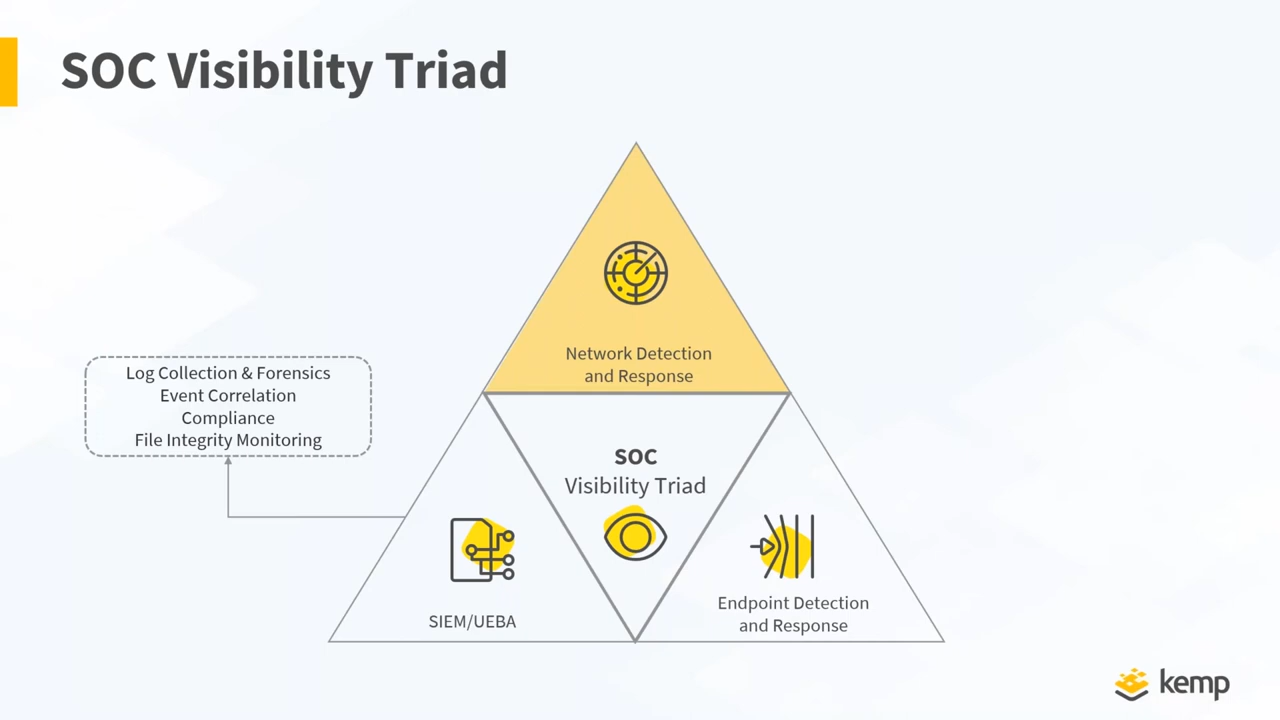 SOC Visibility Triad
Network Detection
and Response
Log Collection & Forensics
Event Correlation
Compliance
File Integrity Monitoring
SOC
Visibility Triad
SIEM/UEBA
Endpoint Detection
and Response
kemp